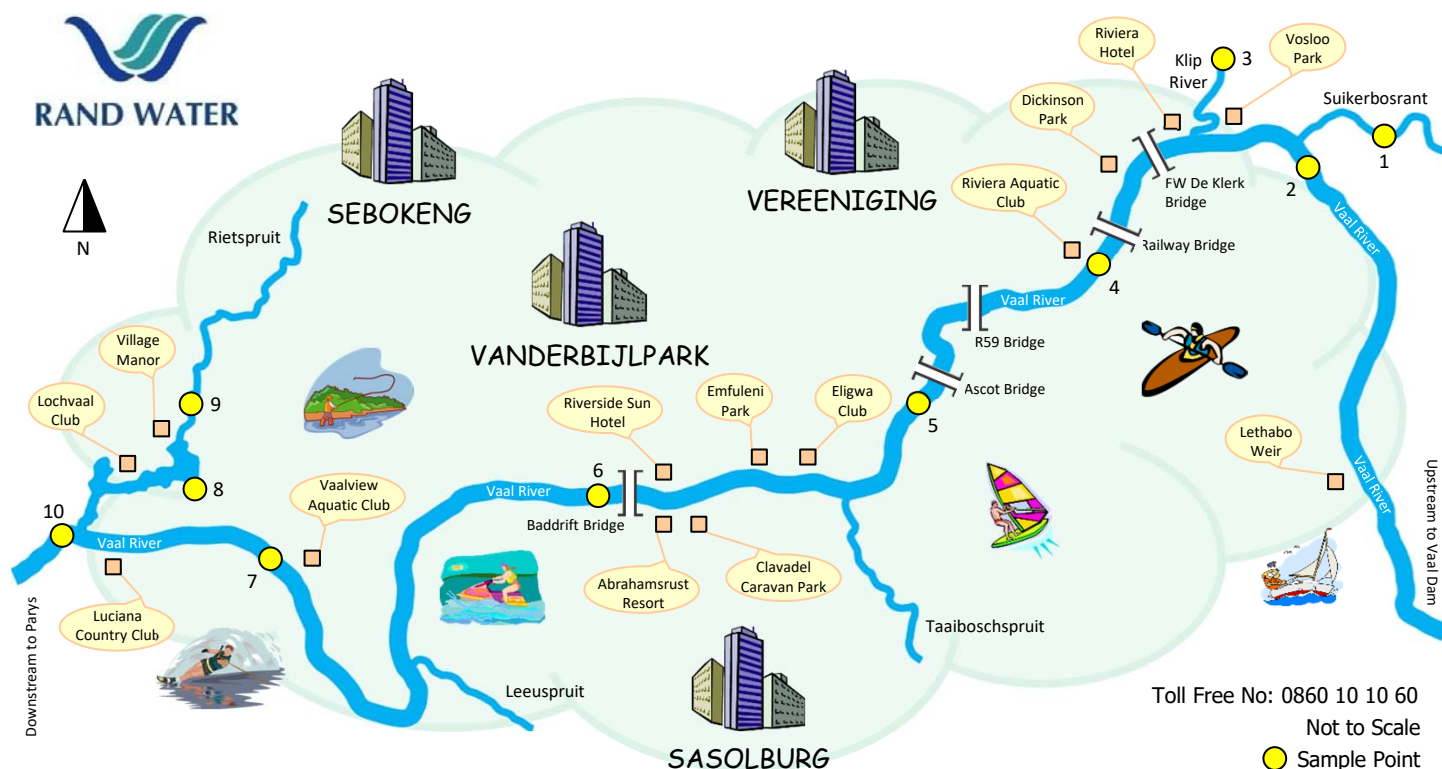 RAND WATER
N
SEBOKENG
VEREENIGING
VANDERBIJLPARK
SASOLBURG
Riviera
Hotel
Klip
River
3
Vosloo
Park
Suikerbosrant
1
2
Dickinson
Park
FW De Klerk
Bridge
Riviera Aquatic
Club
Railway Bridge
4
Vaal River
Vaal River
R59 Bridge
Ascot Bridge
5
Rietspruit
Village
Manor
Lochvaal
Club
9
8
10
Vaal River
7
Vaalview
Aquatic Club
Luciana
Country Club
Riverside Sun
Hotel
Emfuleni
Park
Eligwa
Club
6
Vaal River
Baddrift Bridge
Abrahamsrust
Resort
Clavadel
Caravan Park
Taaiboschspruit
Leeuspruit
Lethabo
Weir
Vaal River
Upstream to Vaal Dam
Downstream to Parys
Toll Free No: 0860 10 10 60
Not to Scale
Sample Point